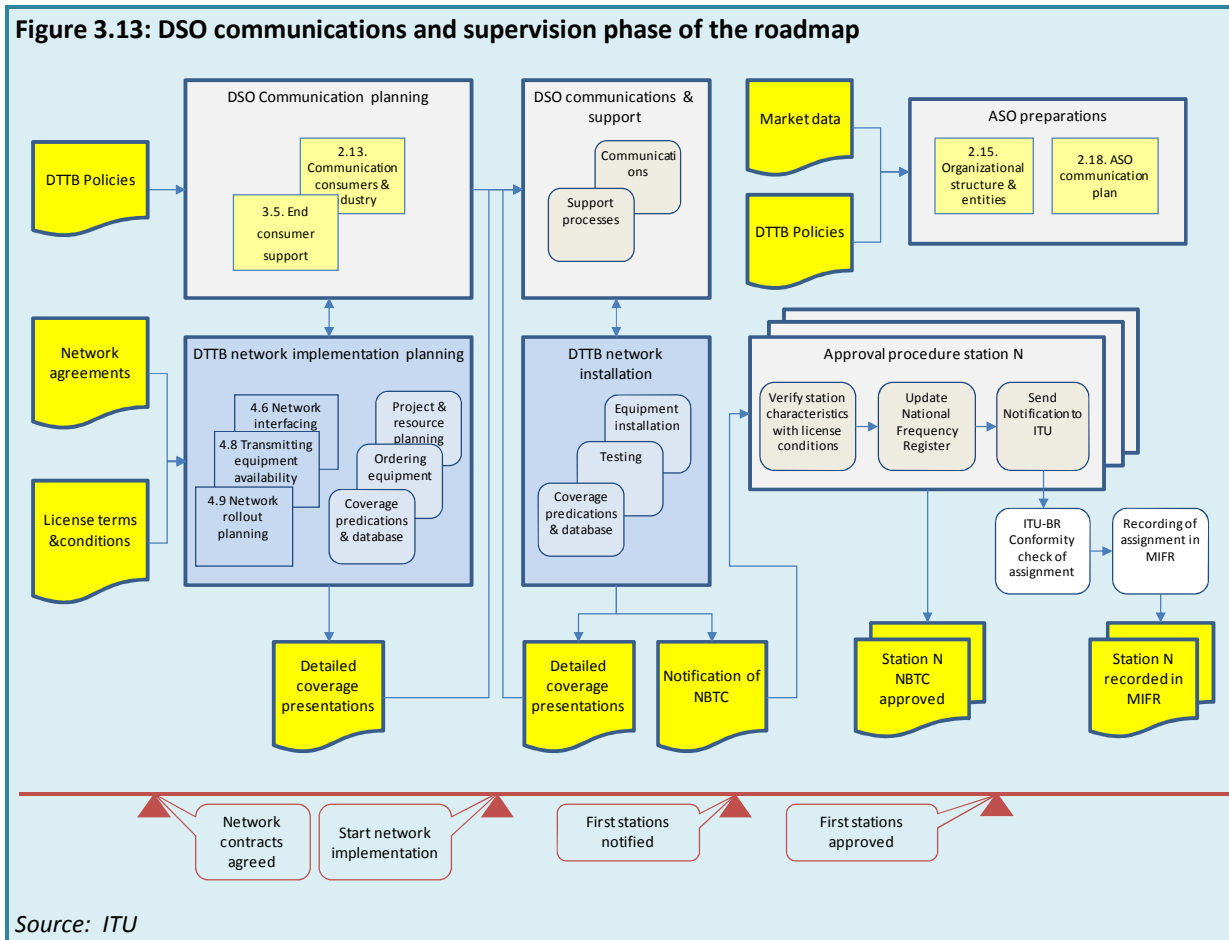 Figure 3.13: DSO communications and supervision phase of the roadmap
DSO Communication planning
2.13.
Communication
consumers &
industry
3.5. End
consumer
support
DTTB Policies
DSO communications &
support
Communicati
ons
Support
processes
Market data
DTTB Policies
ASO preparations
2.15.
Organizational
structure &
entities
2.18. ASO
communication
plan
Network
agreements
License terms
&conditions
DTTB network implementation planning
4.6 Network
interfacing
4.8 Transmitting
equipment
availability
4.9 Network
rollout
planning
Project &
resource
planning
Ordering
equipment
Coverage
predications
& database
DTTB network
installation
Equipment
installation
Testing
Coverage
predications
& database
Approval procedure station N
Verify station
characteristics
with license
conditions
Update
National
Frequency
Register
Send
Notification to
ITU
ITU-BR
Conformity
check of
assignment
Recording of
assignment in
MIFR
Detailed
coverage
presentations
Detailed
coverage
presentations
Notification of
NBTC
Station N
NBTC
approved
Station N
recorded in
MIFR
Network
contracts
agreed
Start network
implementation
First stations
notified
First stations
approved
Source: ITU